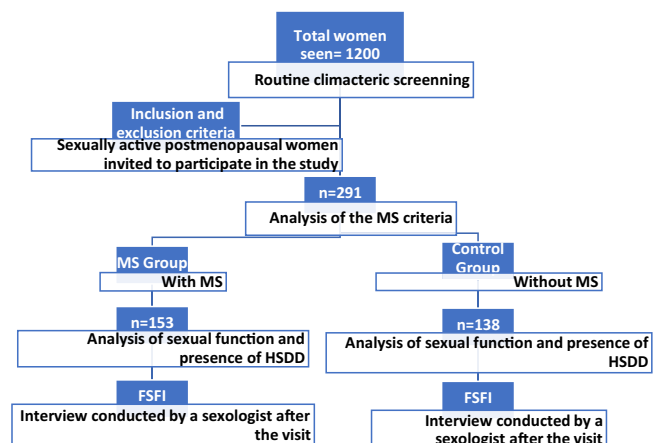 Total women
seen= 1200
Routine climacteric screenning
Inclusion and
exclusion criteria
Sexually active postmenopausal women
invited to participate in the study
n=291
Analysis of the MS criteria
MS Group
With MS
Control
Group
Without MS
n=153
Analysis of sexual function and
presence of HSDD
n=138
Analysis of sexual function and presence of
HSDD
FSFI
Interview conducted by a sexologist after
the visit
FSFI
Interview conducted by a
sexologist after the visit